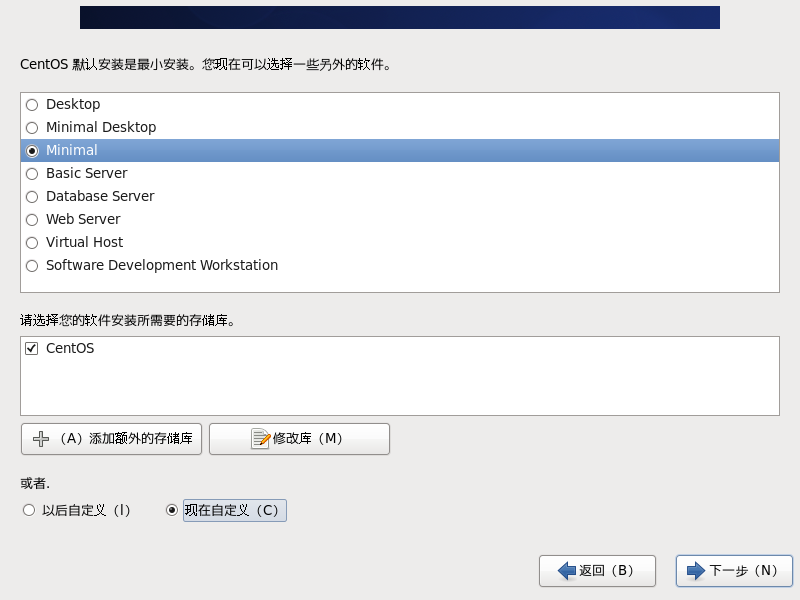 CentOS 默认安装是最小安装。您现在可以选择一些另外的软件。
Desktop
Minimal Desktop
Minimal
Basic Server
Database Server
Web Server
Virtual Host
Software Development Workstation
请选择您的软件安装所需要的存储库。
CentOS
（A）添加额外的存储库 修改库（M）
或者.
以后自定义（l） 现在自定义（C）
返回（B） 下一步（N）